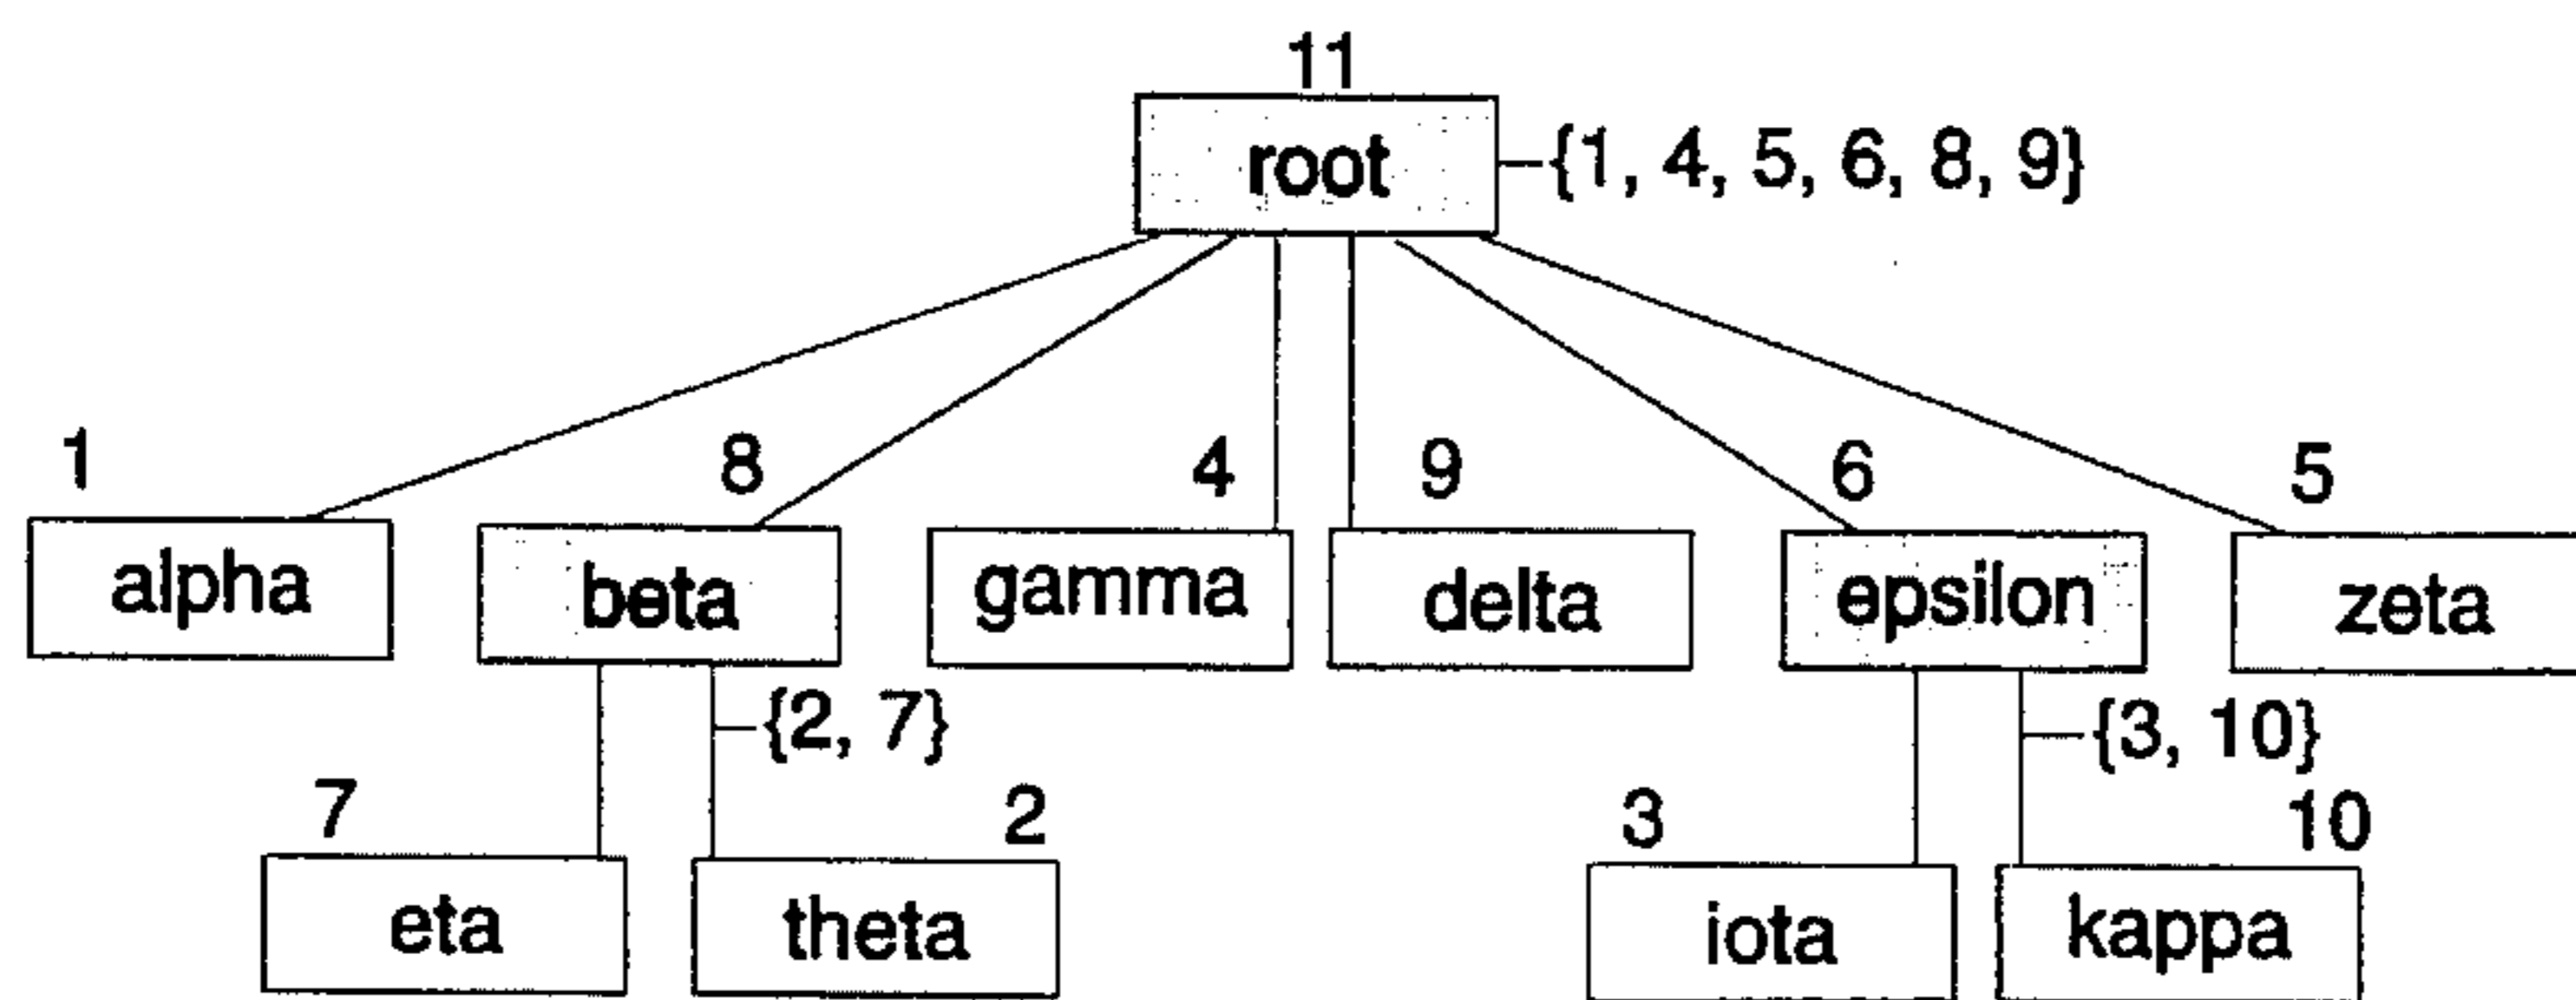 11
root {1, 4, 5, 6, 8, 9}
1 8 4 9 6 5
alpha beta gamma delta epsilon zeta
{2, 7} {3, 10}
7 2 3 10
eta theta iota kappa